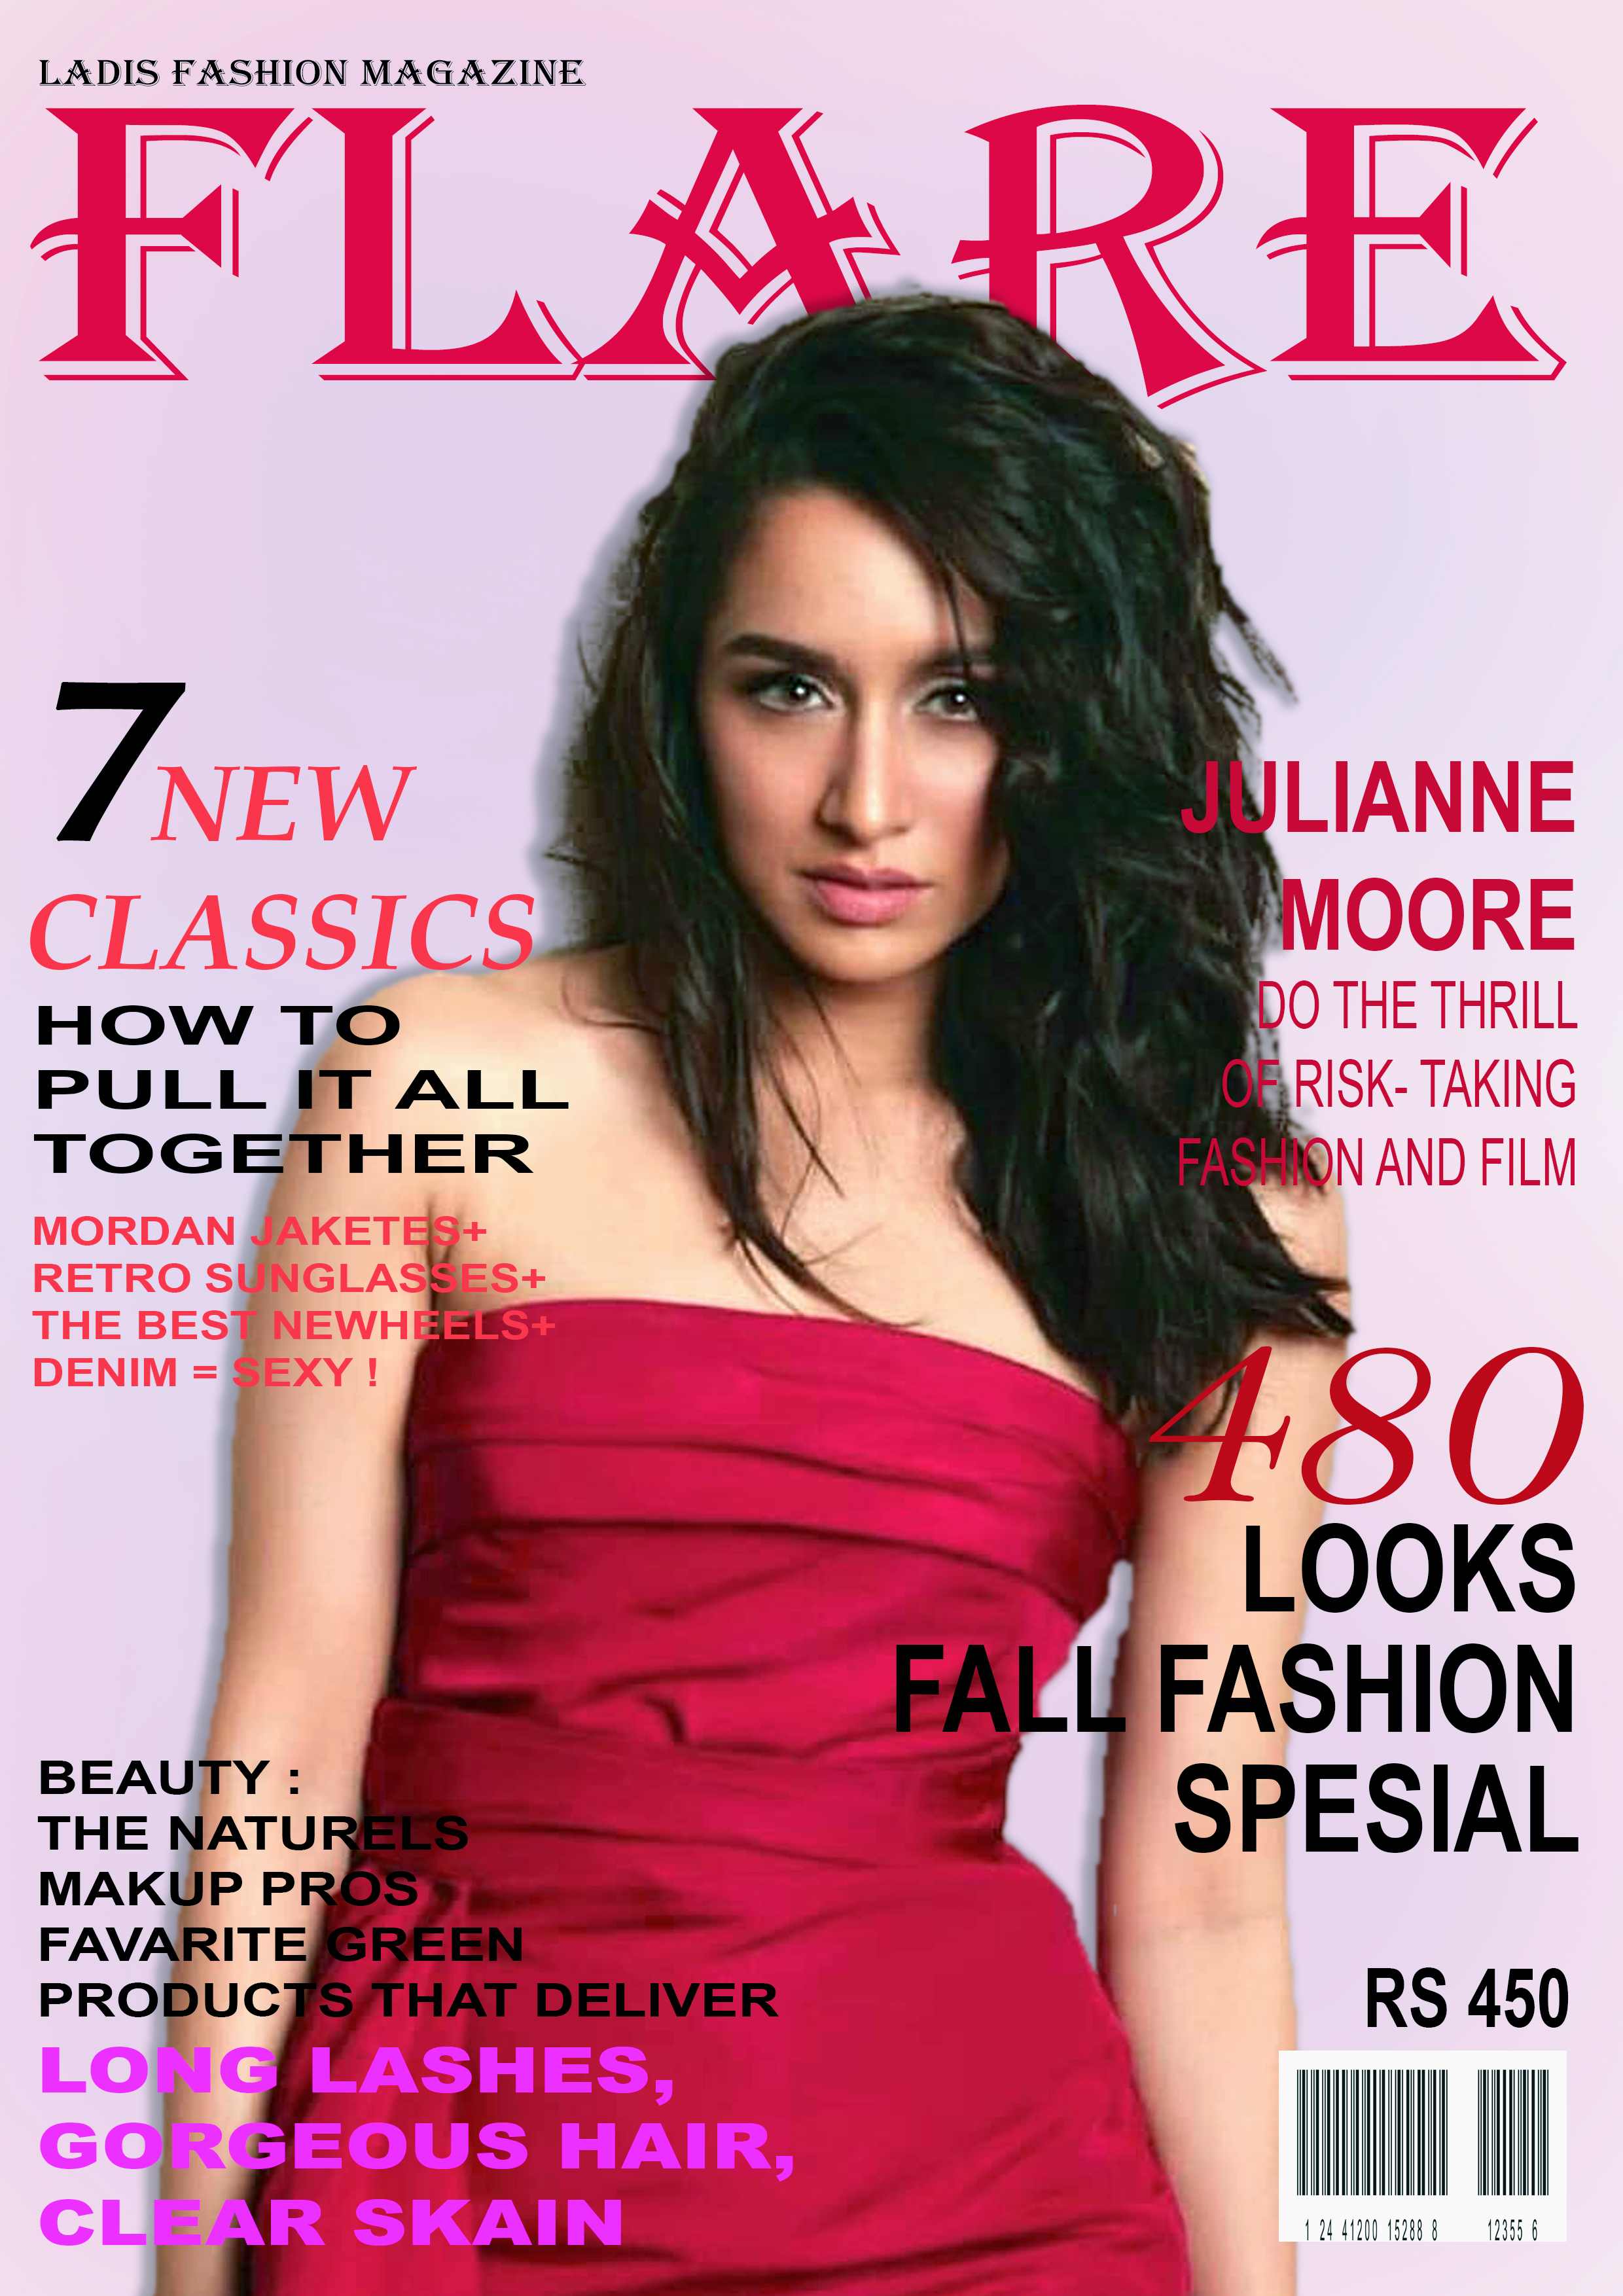 LADIS FASHION MAGAZINE
FLARE
7 NEW
CLASSICS
HOW TO
PULL IT ALL
TOGETHER
MORDAN JAKETES+
RETRO SUNGLASSES+
THE BEST NEWHEELS+
DENIM = SEXY !
JULIANNE
MOORE
DO THE THRILL
OF RISK- TAKING
FASHION AND FILM
480
LOOKS
FALL FASHION
SPESIAL
BEAUTY :
THE NATURELS
MAKUP PROS
FAVARITE GREEN
PRODUCTS THAT DELIVER
LONG LASHES,
GORGEOUS HAIR,
CLEAR SKAIN
RS 450
1 24 41200 15288 8 12355 6